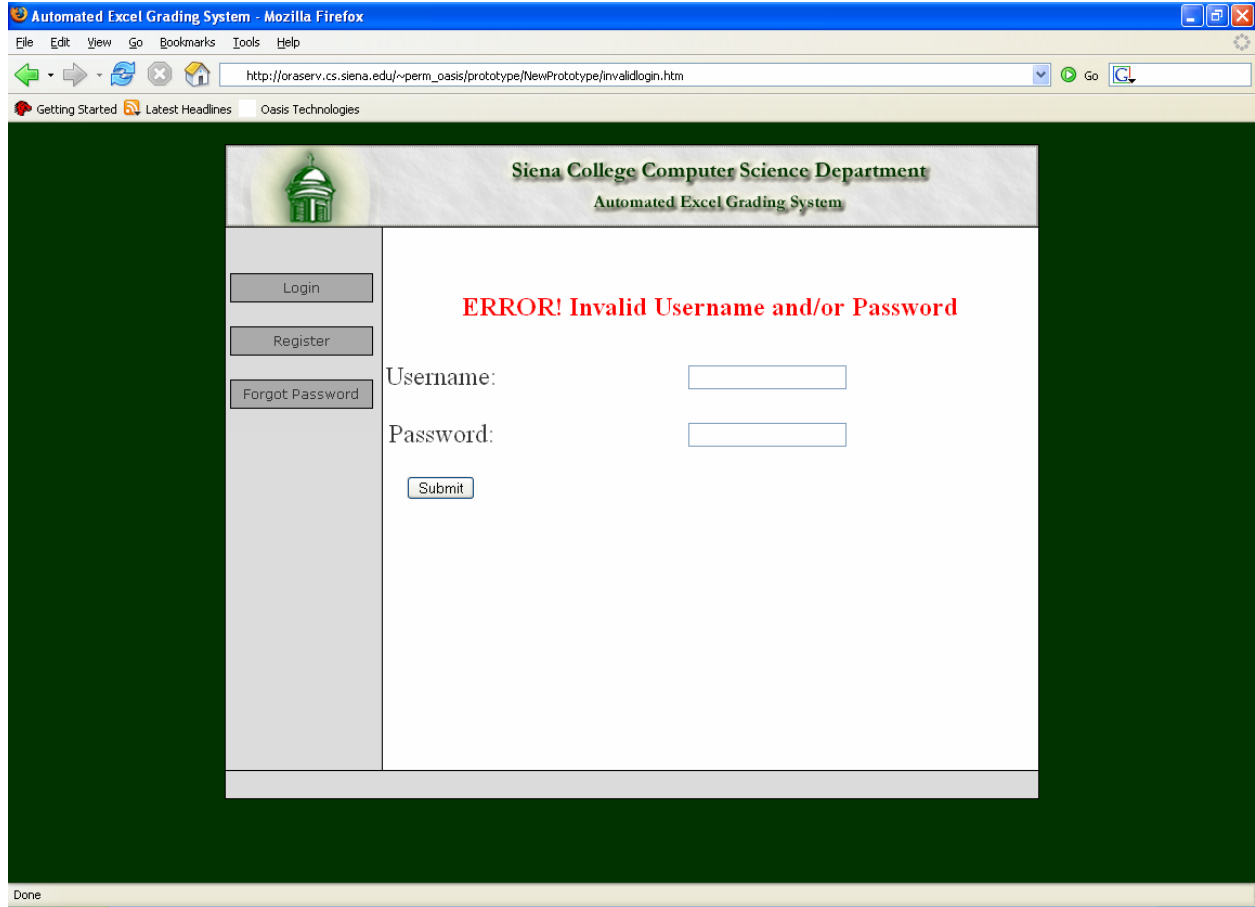 Automated Excel Grading System - Mozilla Firefox
File Edit View Go Bookmarks Tools Help
http://oraserv.cs.siena.edu/~perm_oasis/prototype/NewPrototype/invalidlogin.htm Go G
Getting Started Latest Headlines Oasis Technologies
Siena College Computer Science Department
Automated Excel Grading System
Login
ERROR! Invalid Username and/or Password
Register
Username:
Forgot Password
Password:
Submit
Done